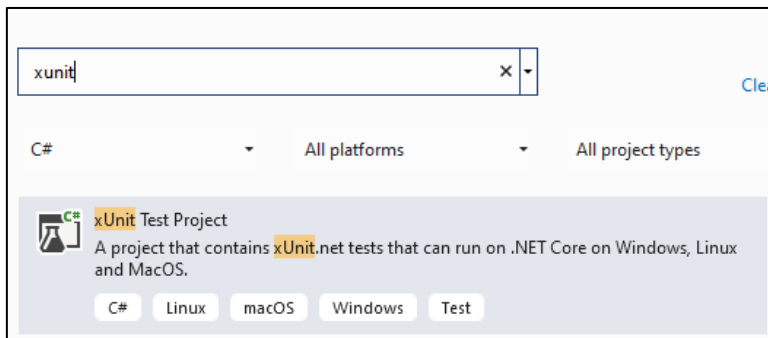 xunit
Clea
C# All platforms All project types
C#
xUnit Test Project
A project that contains xUnit.net tests that can run on .NET Core on Windows, Linux
and MacOS.
C# Linux macOS Windows Test